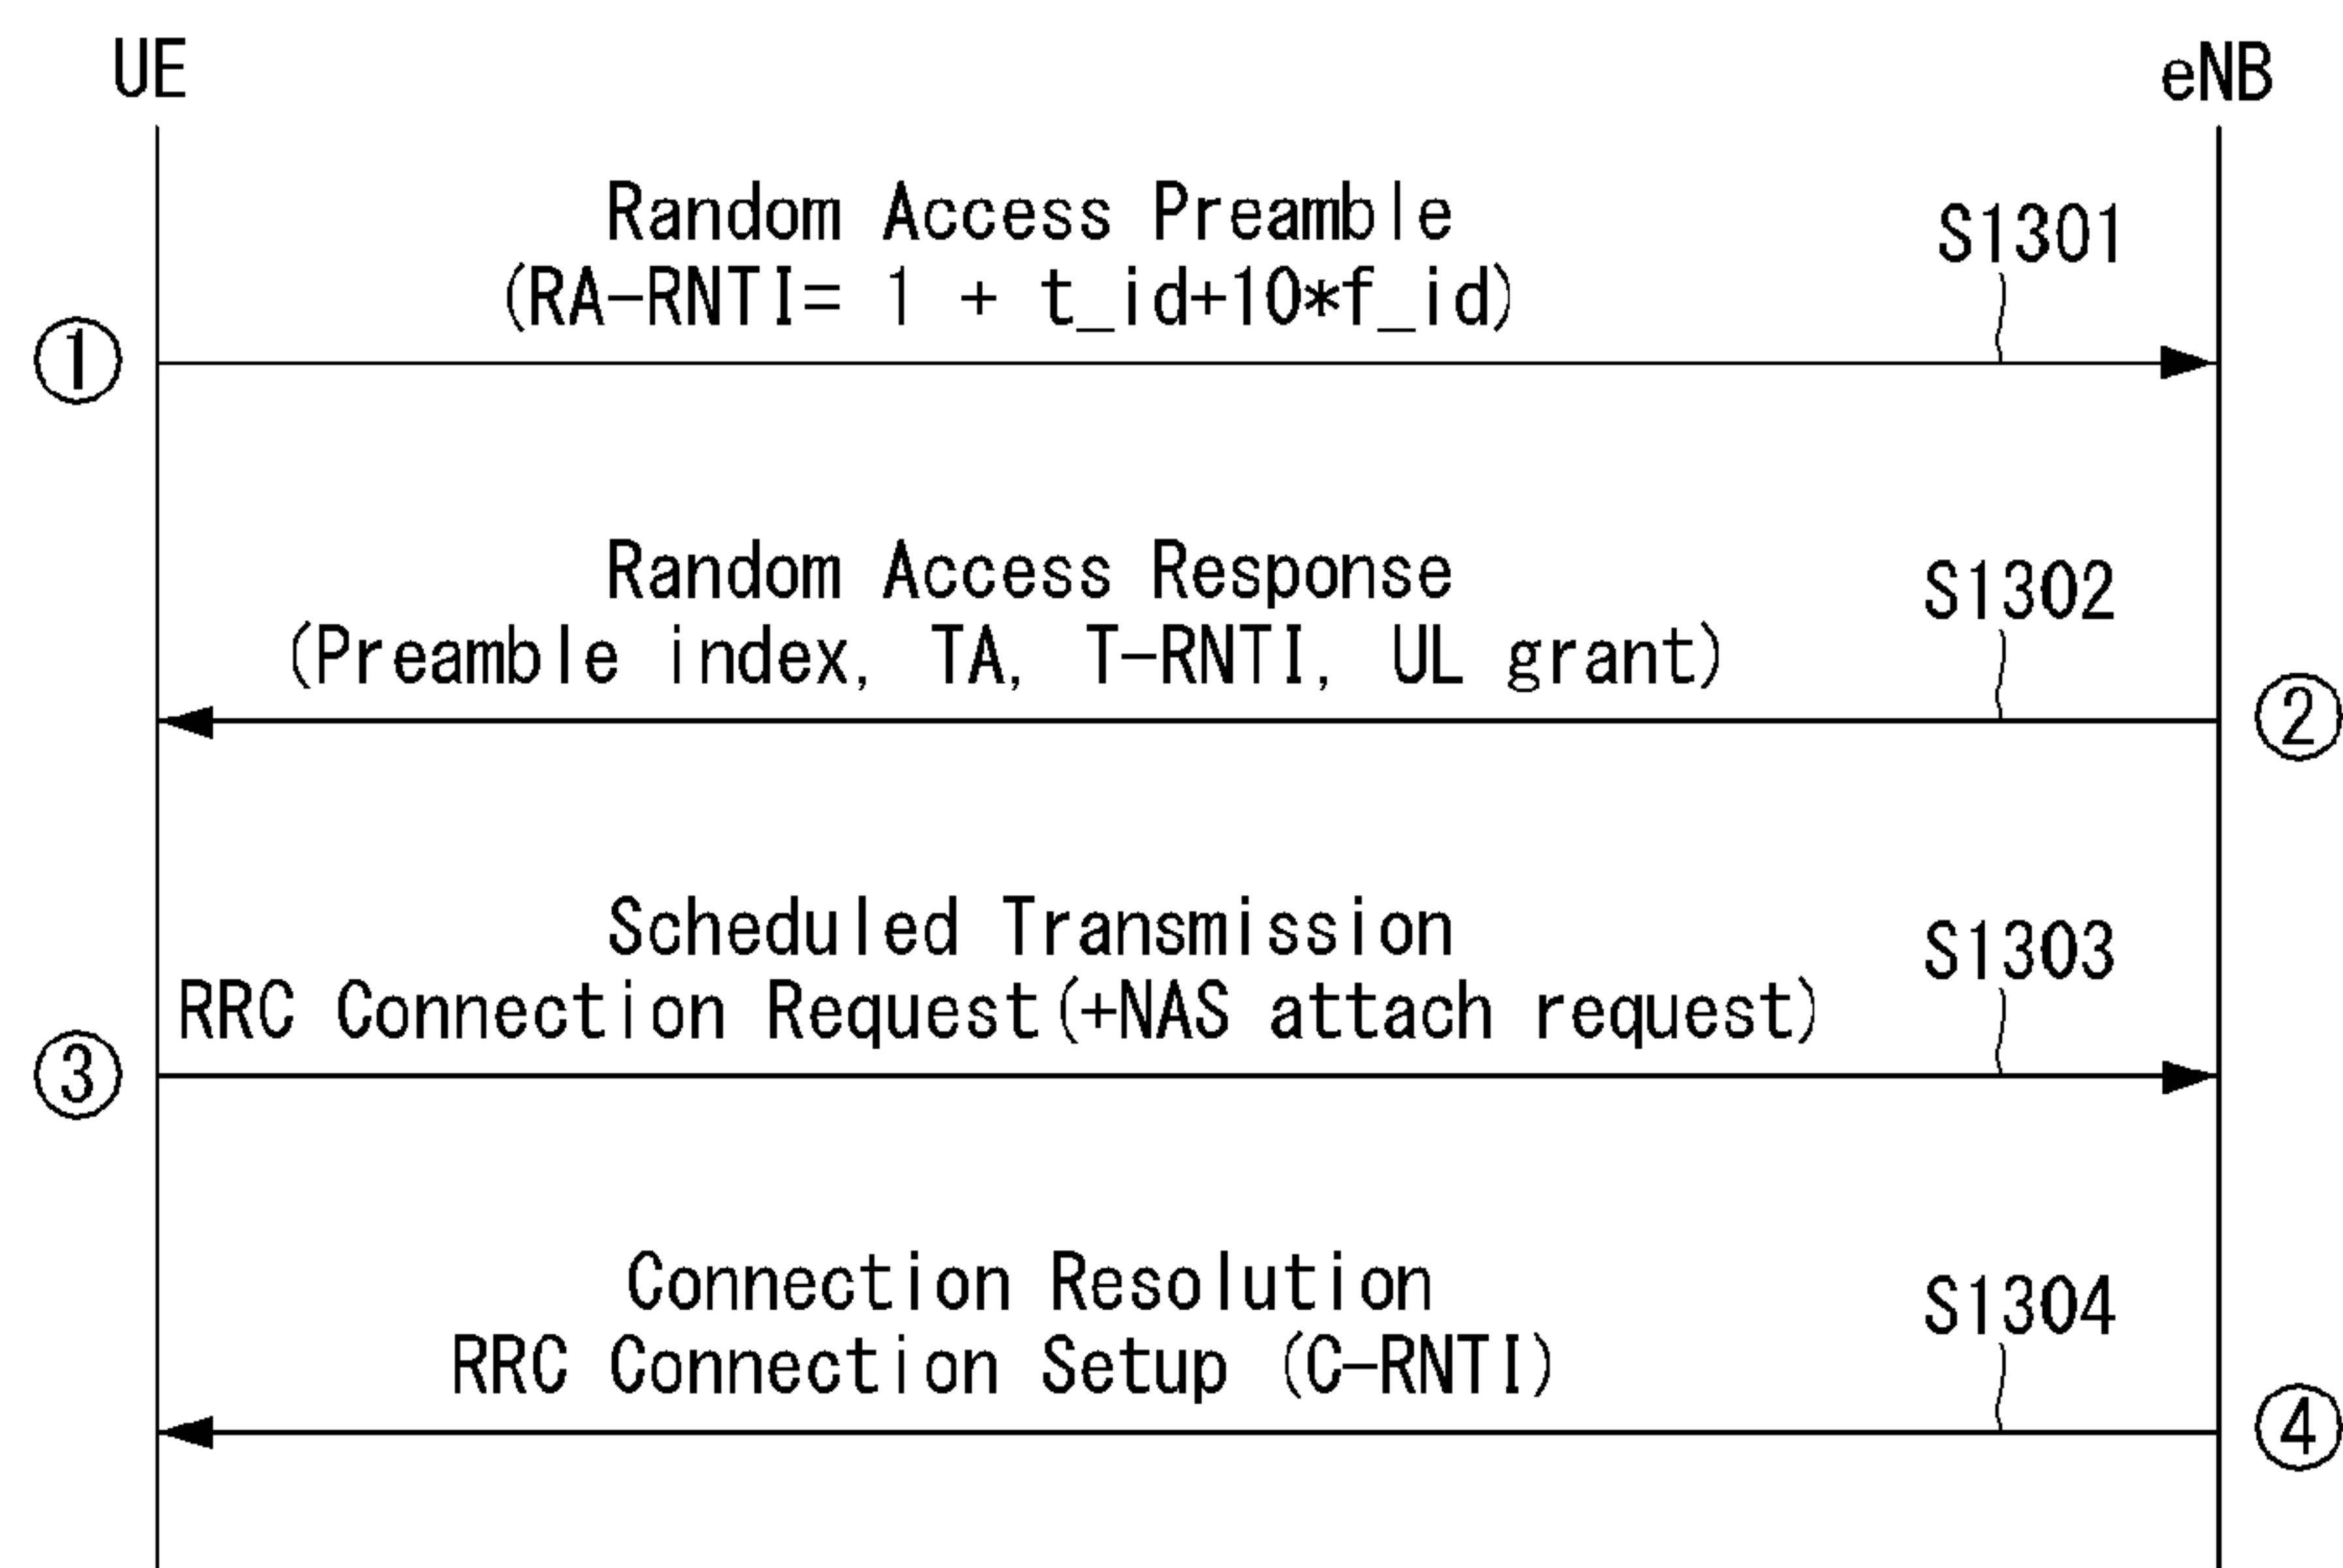 UE
eNB
Random Access Preamble
(RA-RNTI= 1 + t_id+10*f_id)
S1301
①
Random Access Response
(Preamble index, TA, T-RNTI, UL grant)
S1302
②
Scheduled Transmission
RRC Connection Request(+NAS attach request)
S1303
③
Connection Resolution
RRC Connection Setup (C-RNTI)
S1304
④